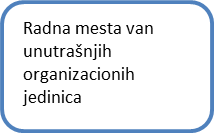 Radna mesta van
unutrašnjih
organizacionih
jedinica